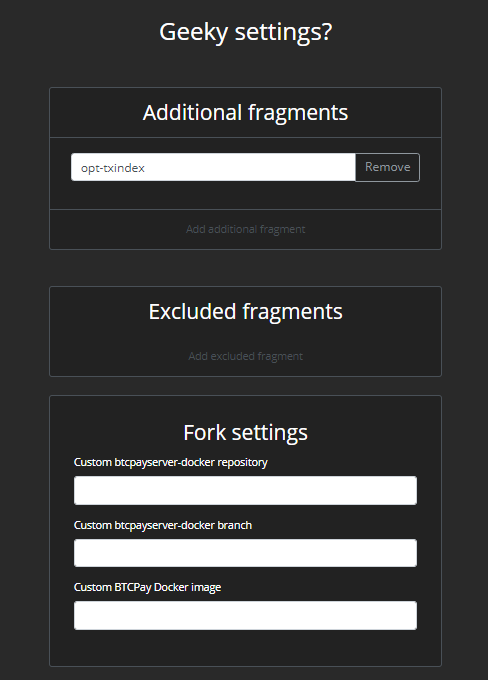 Geeky settings?
Additional fragments
opt-txindex
Remove
Add additional fragment
Excluded fragments
Add excluded fragment
Fork settings
Custom btcpayserver-docker repository
Custom btcpayserver-docker branch
Custom BTCPay Docker image